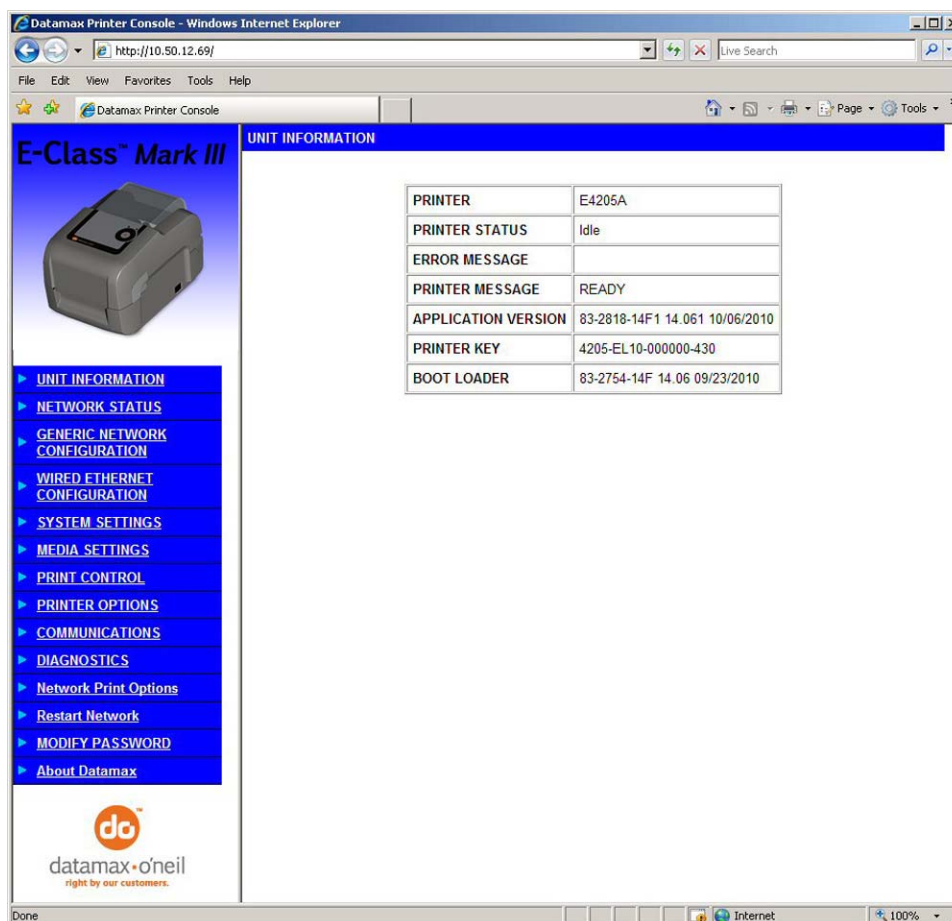 Datamax Printer Console - Windows Internet Explorer
http://10.50.12.69/
Live Search
File Edit View Favorites Tools Help
Datamax Printer Console
Page Tools
E-Class™ Mark III
UNIT INFORMATION
PRINTER E4205A
PRINTER STATUS Idle
ERROR MESSAGE
PRINTER MESSAGE READY
APPLICATION VERSION 83-2818-14F1 14.061 10/06/2010
PRINTER KEY 4205-EL10-000000-430
BOOT LOADER 83-2754-14F 14.06 09/23/2010
UNIT INFORMATION
NETWORK STATUS
GENERIC NETWORK
CONFIGURATION
WIRED ETHERNET
CONFIGURATION
SYSTEM SETTINGS
MEDIA SETTINGS
PRINT CONTROL
PRINTER OPTIONS
COMMUNICATIONS
DIAGNOSTICS
Network Print Options
Restart Network
MODIFY PASSWORD
About Datamax
do™
datamax•o'neil
right by our customers.
Done Internet 100%